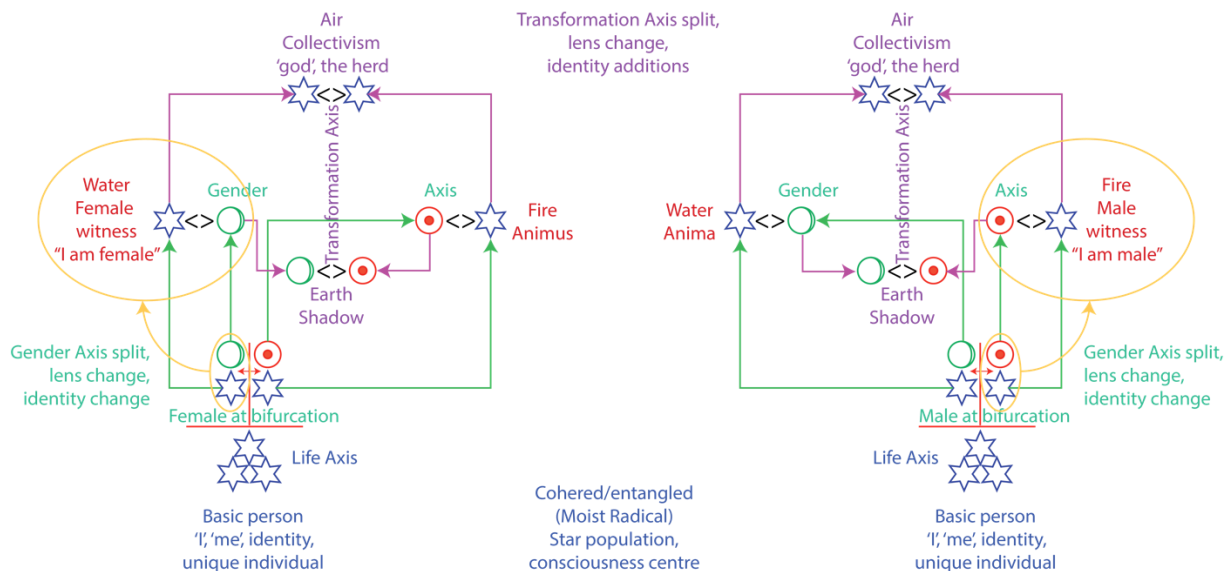 Air
Collectivism
'god', the herd
Transformation Axis split,
lens change,
identity additions
Air
Collectivism
'god', the herd
<>
<>
Transformation Axis
Transformation Axis
Water
Female
witness
“I am female”
Gender
<>
Axis
<>
Fire
Animus
Water
Anima
Gender
<>
Axis
<>
Fire
Male
witness
“I am male”
<>
<>
Earth
Shadow
Earth
Shadow
Gender Axis split,
lens change,
identity change
Gender Axis split,
lens change,
identity change
Female at bifurcation
Male at bifurcation
Life Axis
Life Axis
Basic person
'I', 'me', identity,
unique individual
Cohered/entangled
(Moist Radical)
Star population,
consciousness centre
Basic person
'I', 'me', identity,
unique individual